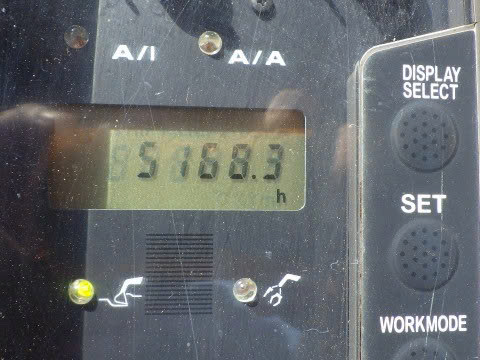 A/I
A/A
DISPLAY
SELECT
5168.3
h
SET
WORKMODE